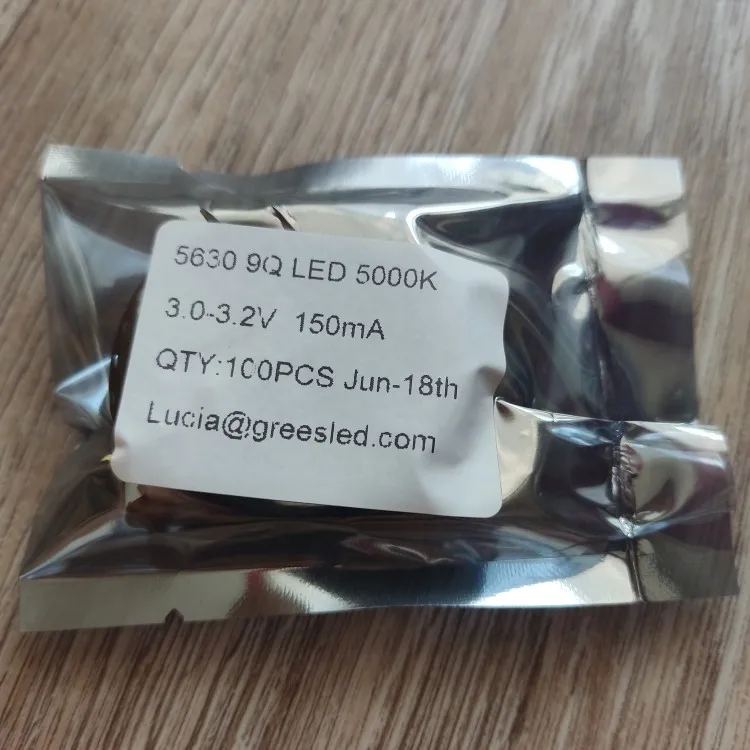 5630 9Q LED 5000K
3.0-3.2V 150mA
QTY:100PCS Jun-18th
Lucia@greesled.com